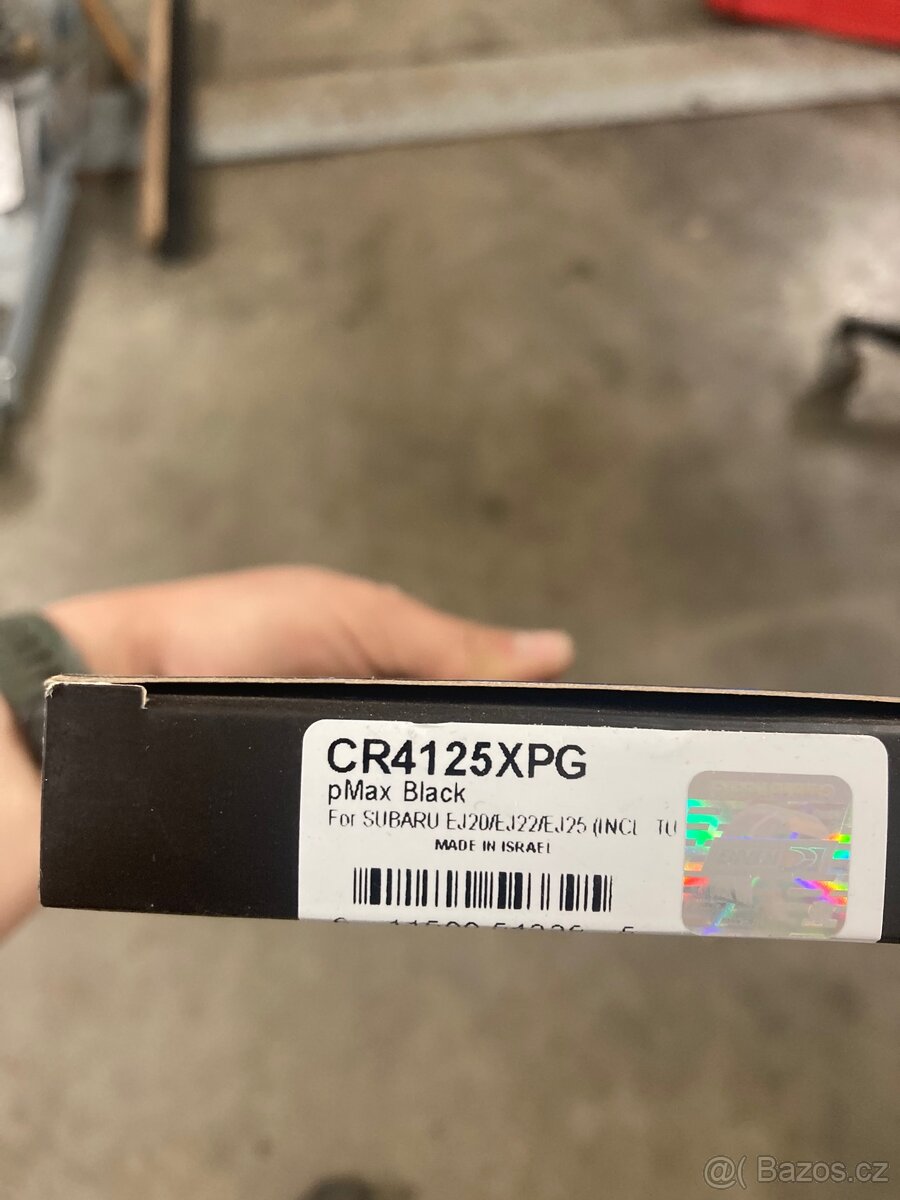 CR4125XPG
pMax Black
For SUBARU EJ20/EJ22/EJ25 (INCL
MADE IN ISRAEL
@( Bazos.cz